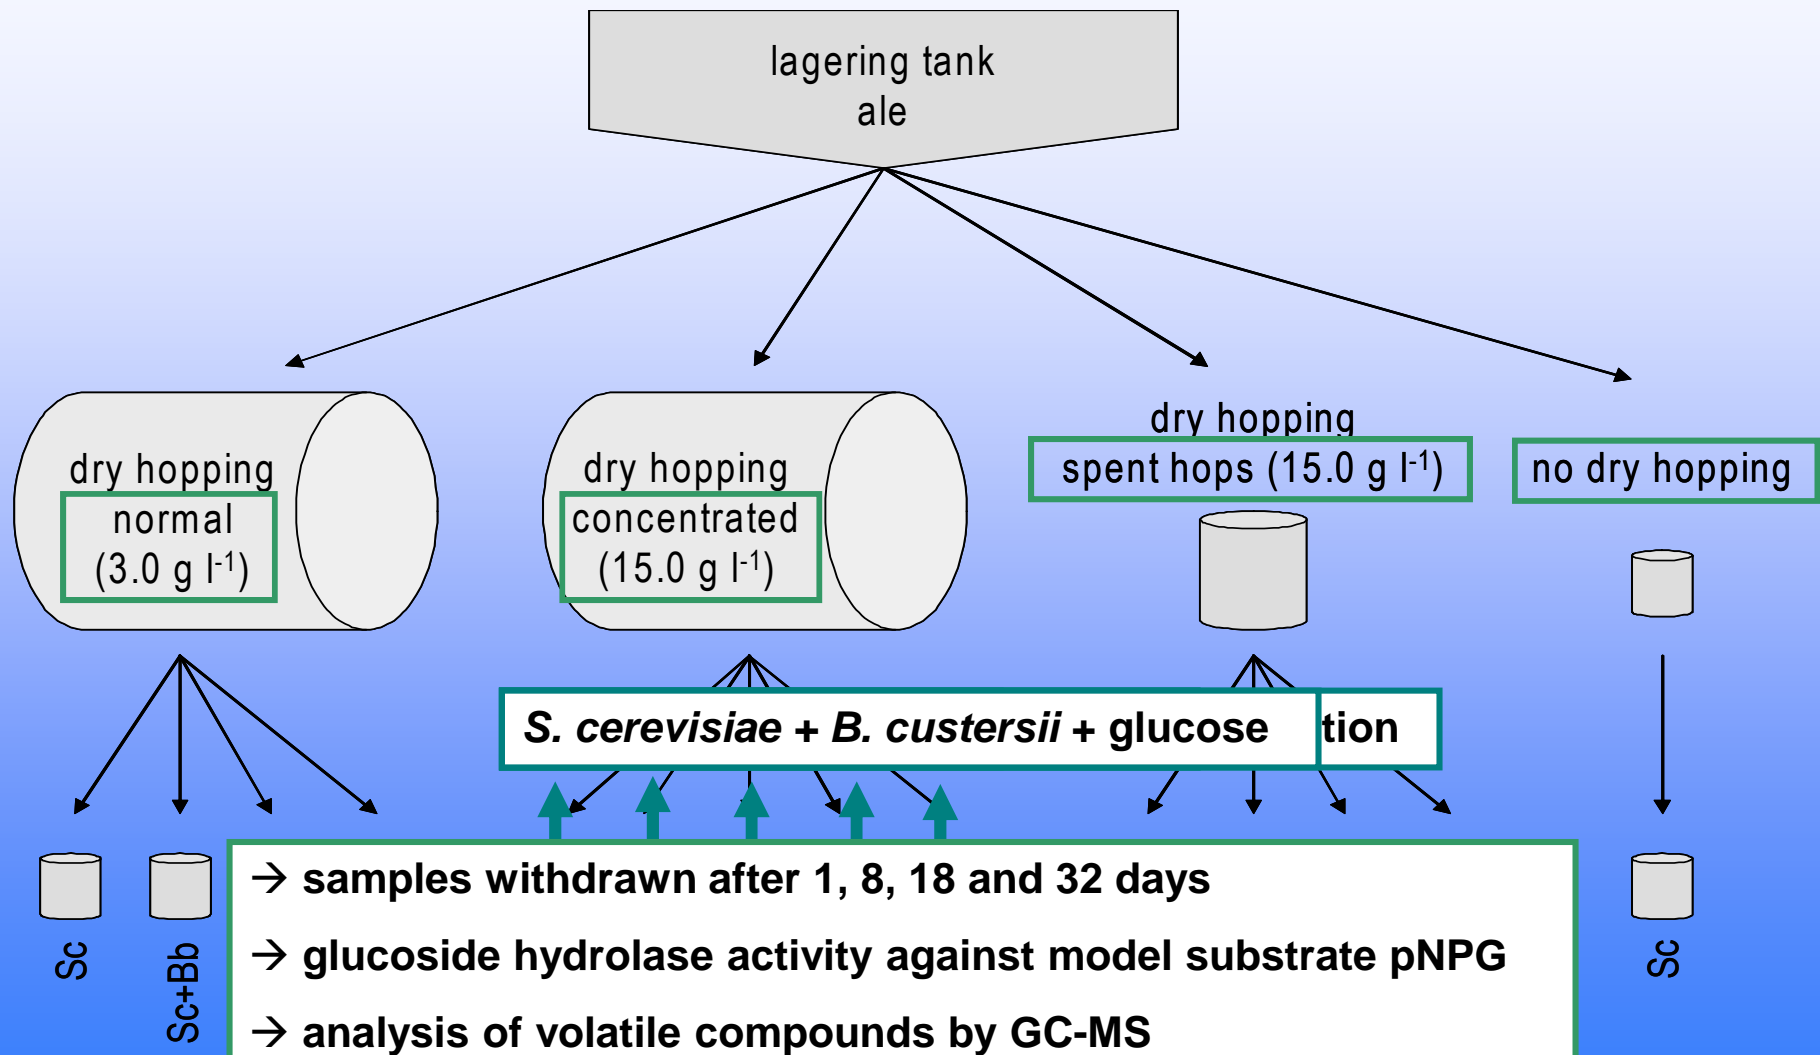 lagering tank
ale
dry hopping
normal
(3.0 g l-1)
dry hopping
concentrated
(15.0 g l-1)
dry hopping
spent hops (15.0 g l-1)
no dry hopping
S. cerevisiae + B. custersii + glucose
tion
→ samples withdrawn after 1, 8, 18 and 32 days
→ glucoside hydrolase activity against model substrate pNPG
→ analysis of volatile compounds by GC-MS
Sc
Sc+Bb
Sc